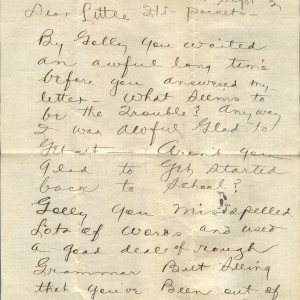 Sept 2
Dear Little Hi-Pockets -
By Golly You waited
an awful long time
before you answered my
letter - What seems to
be the Trouble? Anyway
I was awful Glad to
Get it Aren't you
Glad to Get started
back to School?
Golly You Misspelled
Lots of Words and used
a good deal of rough
Grammar But Seeing
that you've Been out of